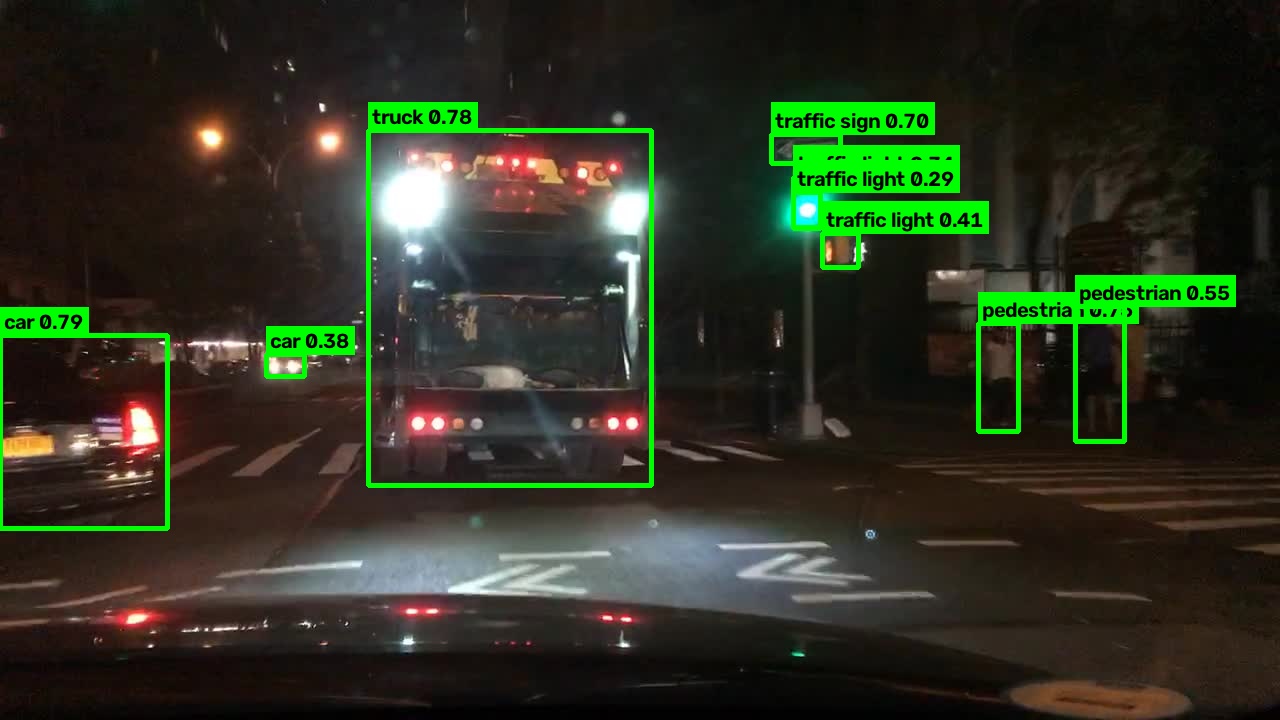 truck 0.78
traffic sign 0.70
traffic light 0.29
traffic light 0.41
pedestrian 0.55
car 0.79
car 0.38